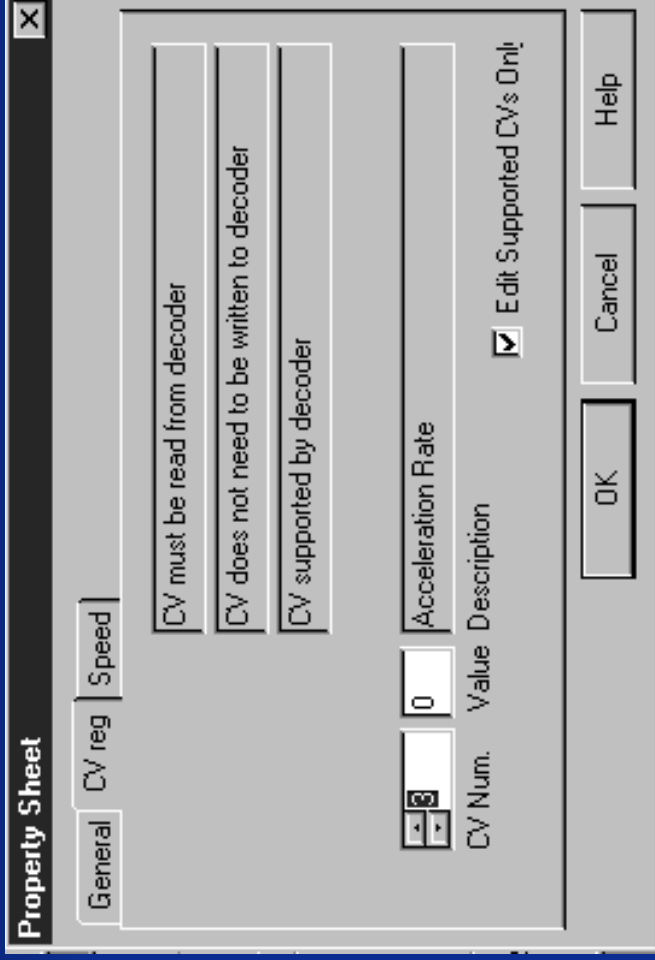 Property Sheet
General CV reg Speed
CV must be read from decoder
CV does not need to be written to decoder
CV supported by decoder
3 0 Acceleration Rate
CV Num. Value Description
Edit Supported CVs Only
OK Cancel Help